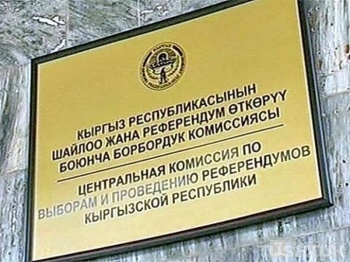 КЫРГЫЗ РЕСПУБЛИКАСЫНЫН
ШАЙЛОО ЖАНА РЕФЕРЕНДУМ ӨТКӨРҮҮ
БОЮНЧА БОРБОРДУК КОМИССИЯСЫ
ЦЕНТРАЛЬНАЯ КОМИССИЯ ПО
ВЫБОРАМ И ПРОВЕДЕНИЮ РЕФЕРЕНДУМОВ
КЫРГЫЗСКОЙ РЕСПУБЛИКИ